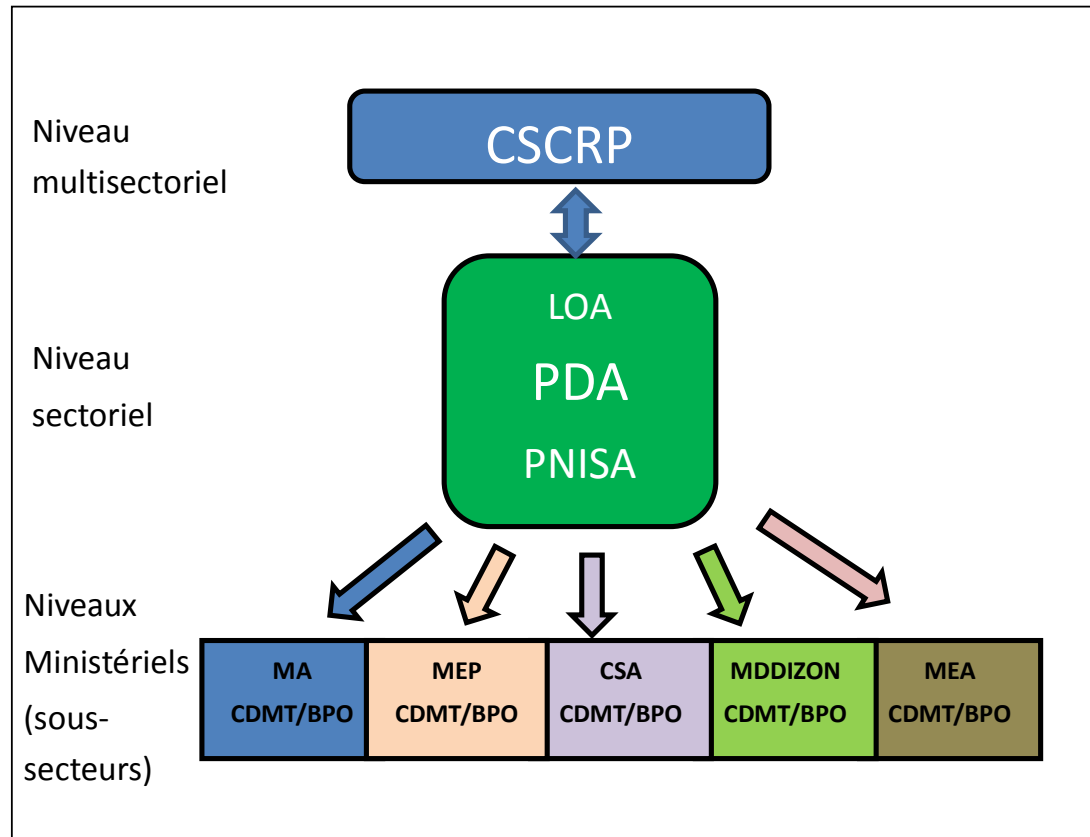 Niveau
multisectoriel
CSCRP
Niveau
sectoriel
LOA
PDA
PNISA
Niveaux
Ministériels
(sous-
secteurs)
MA
CDMT/BPO
MEP
CDMT/BPO
CSA
CDMT/BPO
MDDIZON
CDMT/BPO
MEA
CDMT/BPO